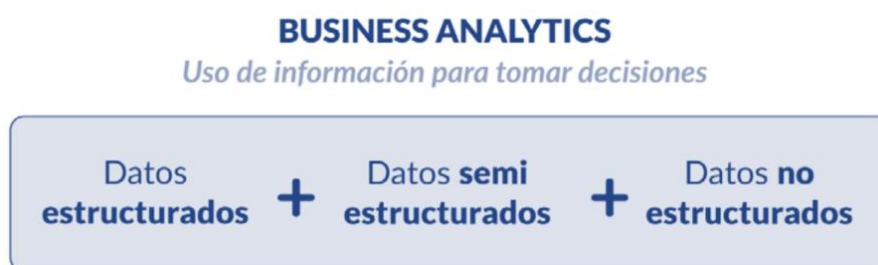 BUSINESS ANALYTICS
Uso de información para tomar decisiones
Datos
estructurados
+
Datos semi
estructurados
+
Datos no
estructurados